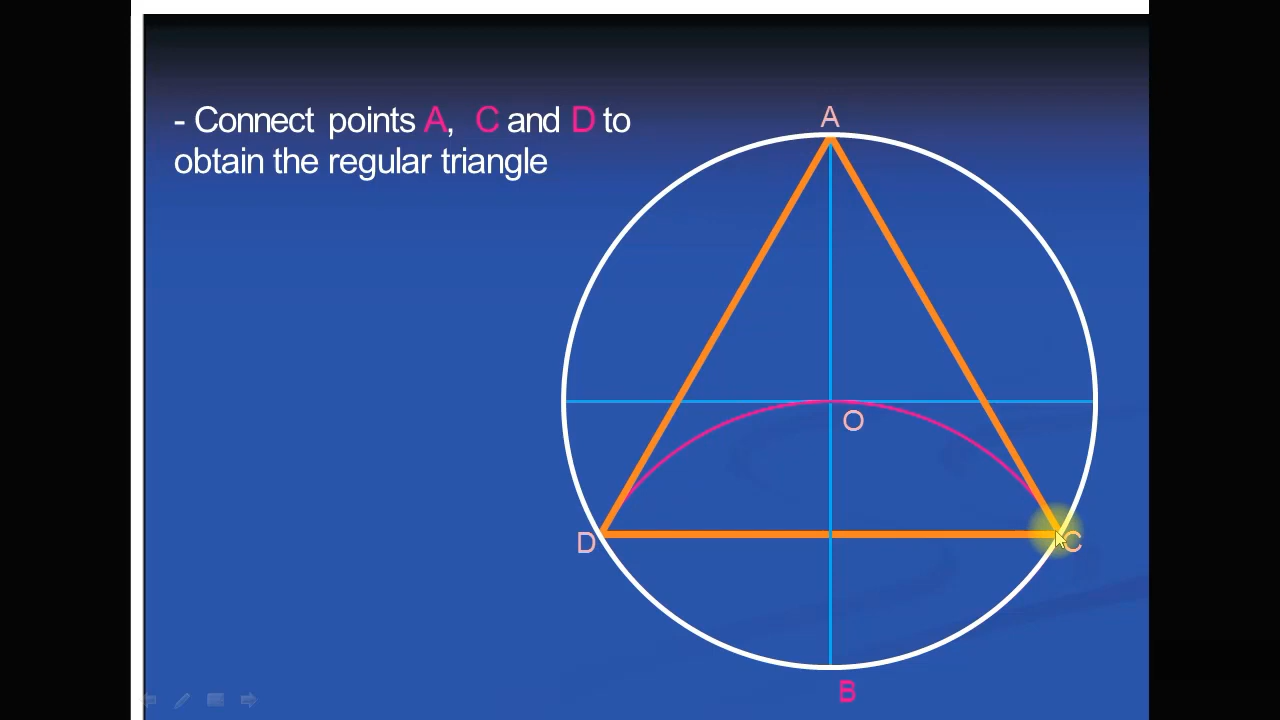 - Connect points A, C and D to
obtain the regular triangle
A
O
D
C
B